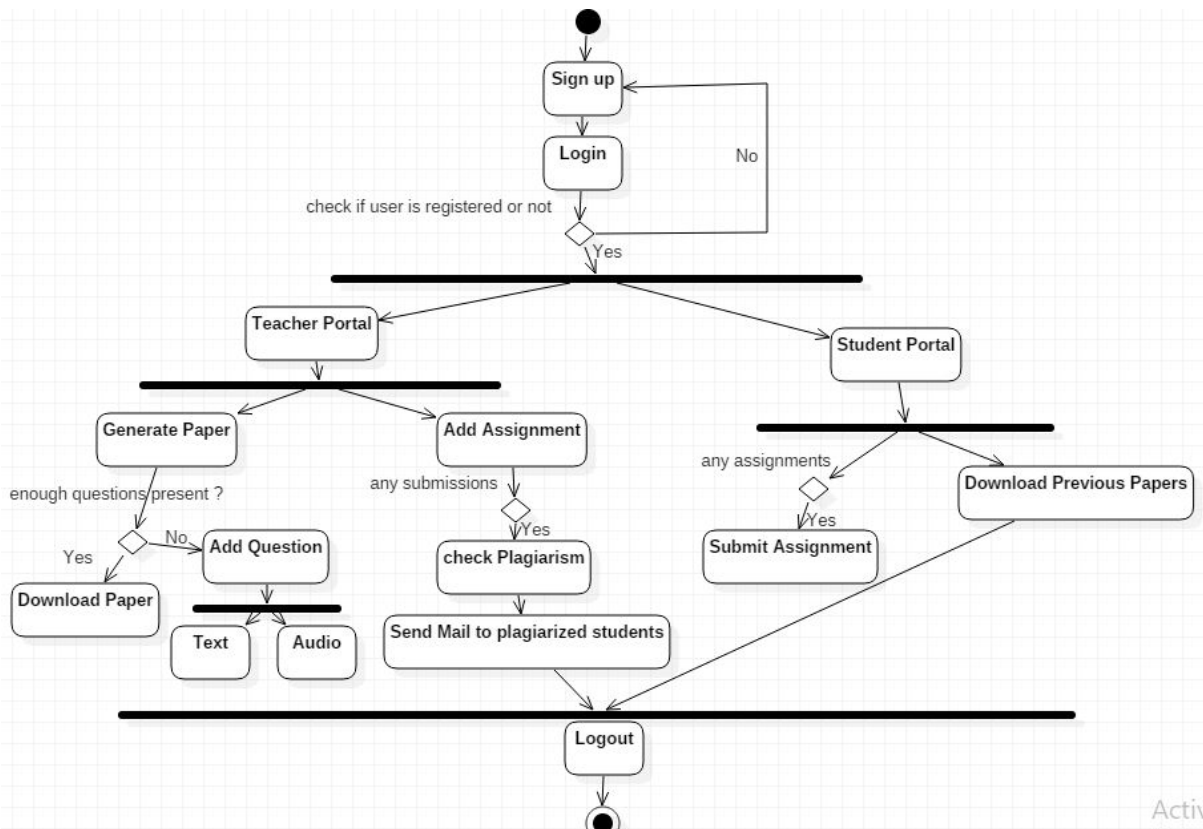 Sign up
Login
No
check if user is registered or not
Yes
Teacher Portal
Student Portal
Generate Paper
Add Assignment
any assignments
Download Previous Papers
enough questions present ?
any submissions
No
Yes
Yes
Add Question
Submit Assignment
Yes
check Plagiarism
Download Paper
Text
Audio
Send Mail to plagiarized students
Logout
Activ